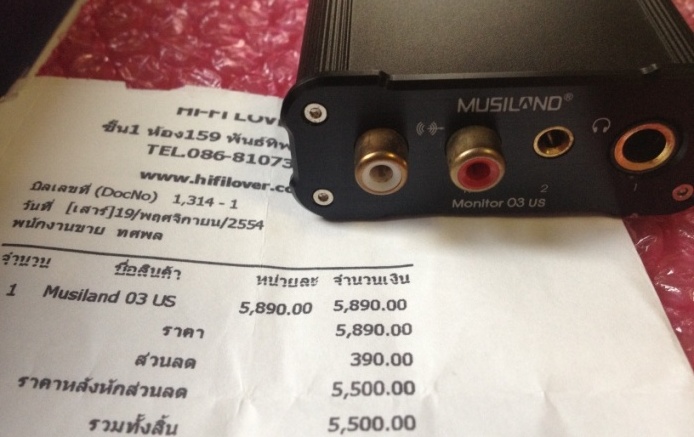 HI-FI LOV
ชั้น1 ห้อง159 พันธ์ทิพ
TEL.086-81073
www.hifilover.co
บิลเลขที่ (DocNo) 1,314 - 1
วันที่ [เสาร์]19/พฤศจิกายน/2554
พนักงานขาย ทศพล
จำนวน ชื่อสินค้า หน่วยละ จำนวนเงิน
1 Musiland 03 US 5,890.00 5,890.00
ราคา 5,890.00
ส่วนลด 390.00
ราคาหลังหักส่วนลด 5,500.00
รวมทั้งสิ้น 5,500.00
MUSILAND®
2
1
Monitor 03 US